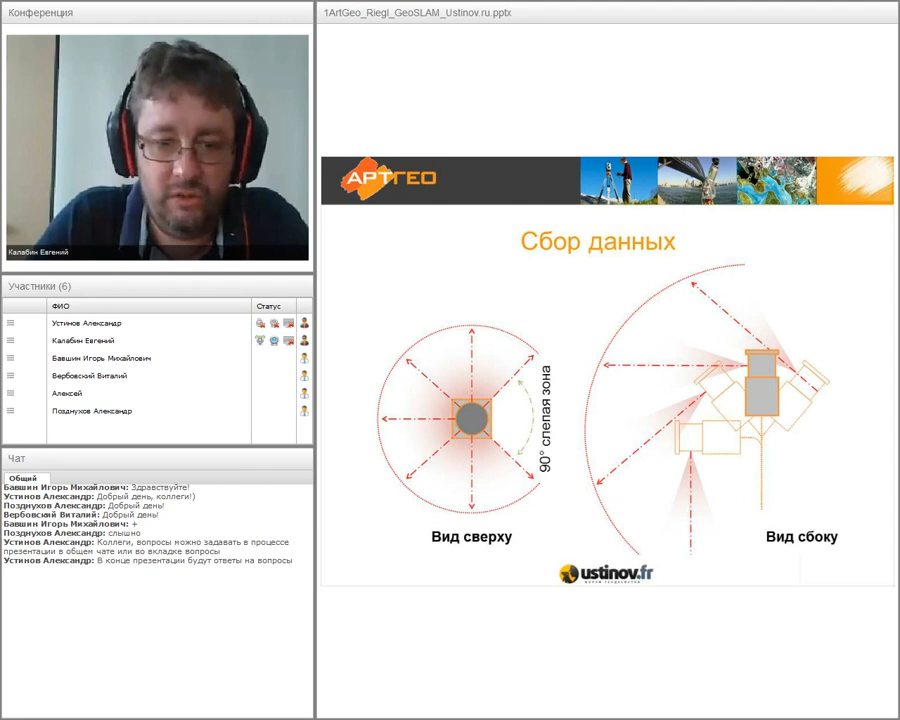 Конференция
Калабин Евгений
Участники (6)
ФИО
Статус
Устинов Александр
Калабин Евгений
Бавшин Игорь Михайлович
Вербовский Виталий
Алексей
Позднухов Александр
Чат
Общий
Бавшин Игорь Михайлович: Здравствуйте!
Устинов Александр: Добрый день, коллеги!)
Позднухов Александр: Добрый день!
Вербовский Виталий: Добрый день!
Бавшин Игорь Михайлович: +
Позднухов Александр: слышно
Устинов Александр: Коллеги, вопросы можно задавать в процессе
презентации в общем чате или во вкладке вопросы
Устинов Александр: В конце презентации будут ответы на вопросы
1ArtGeo_Riegl_GeoSLAM_Ustinov.ru.pptx
АРТГЕО
Сбор данных
90° слепая зона
Вид сверху
Вид сбоку
ustinov.fr